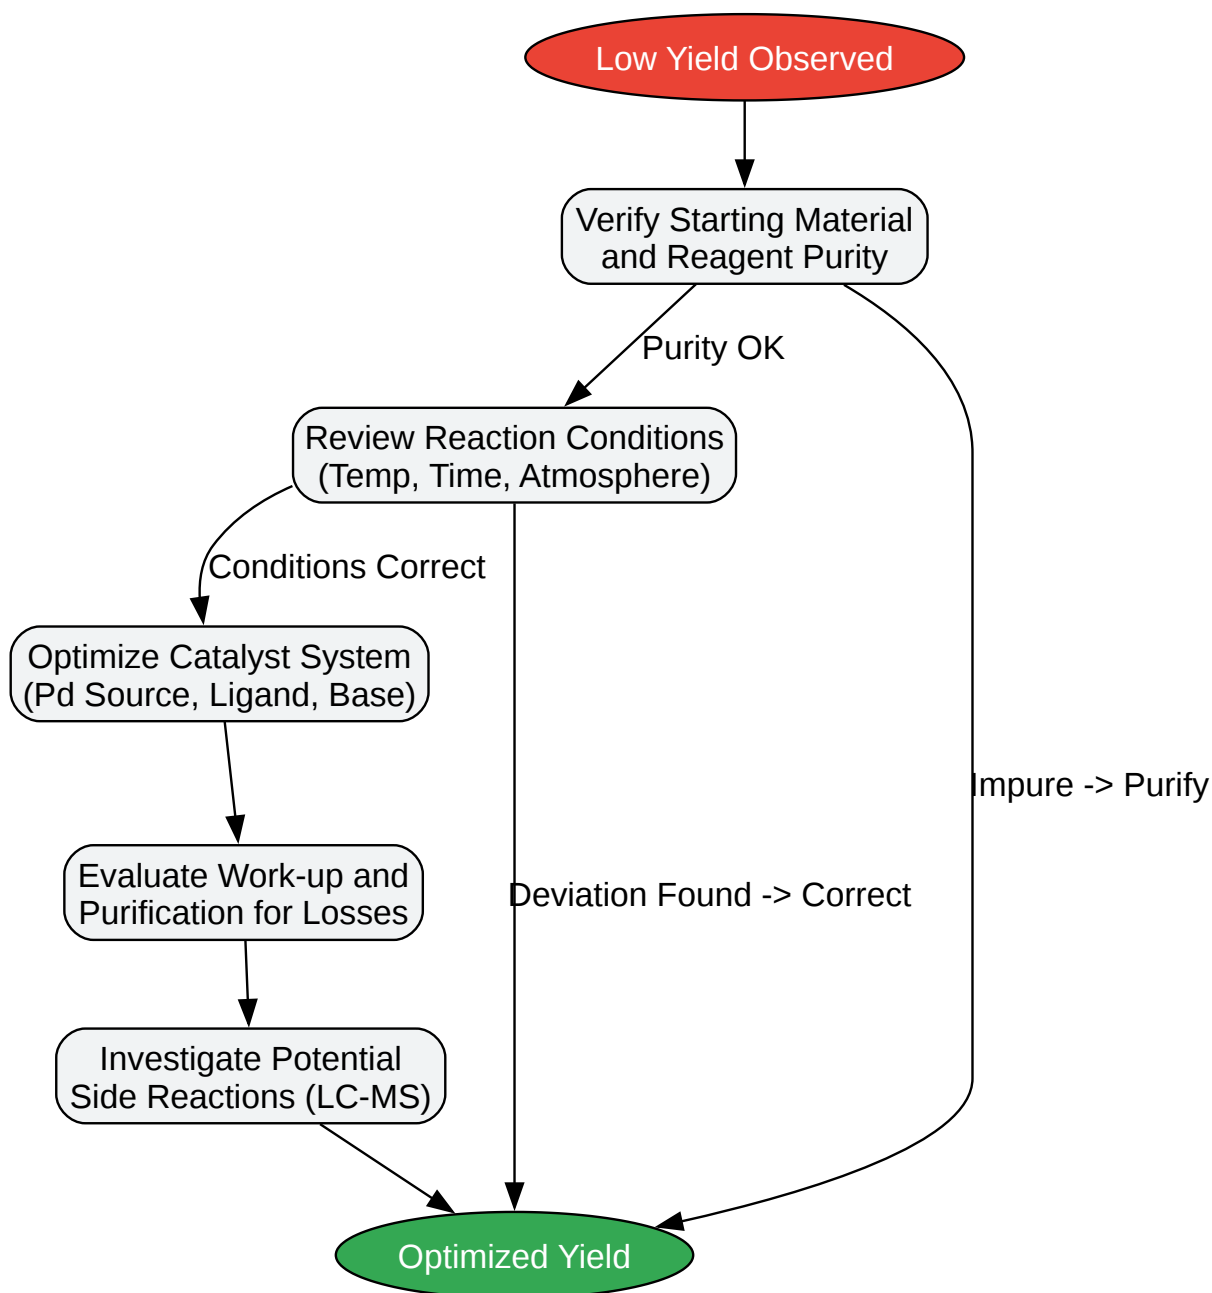 Low Yield Observed
Verify Starting Material
and Reagent Purity
Purity OK
Review Reaction Conditions
(Temp, Time, Atmosphere)
Conditions Correct
Optimize Catalyst System
(Pd Source, Ligand, Base)
Impure -> Purify
Evaluate Work-up and
Purification for Losses
Deviation Found -> Correct
Investigate Potential
Side Reactions (LC-MS)
Optimized Yield